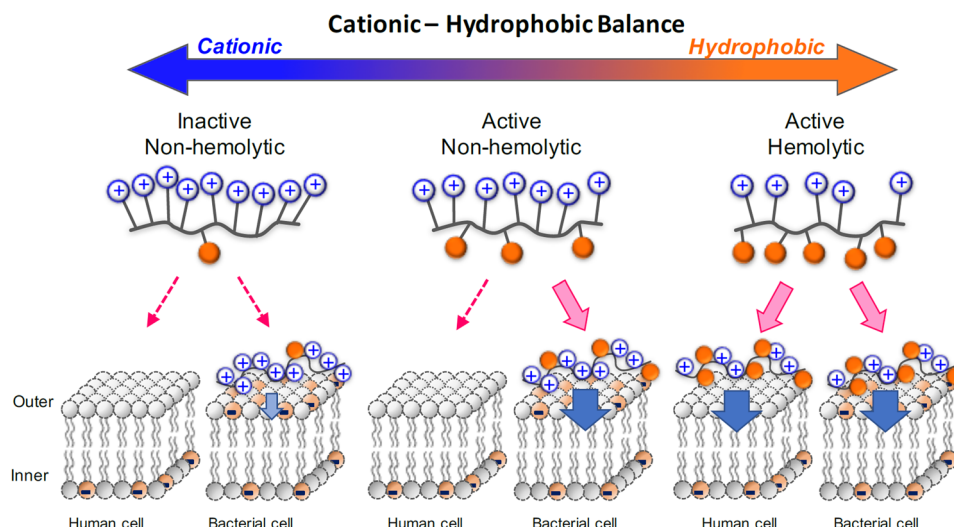 Cationic – Hydrophobic Balance
Cationic
Hydrophobic
Inactive
Non-hemolytic
Active
Non-hemolytic
Active
Hemolytic
Outer
Inner
Human cell
Bacterial cell
Human cell
Bacterial cell
Human cell
Bacterial cell